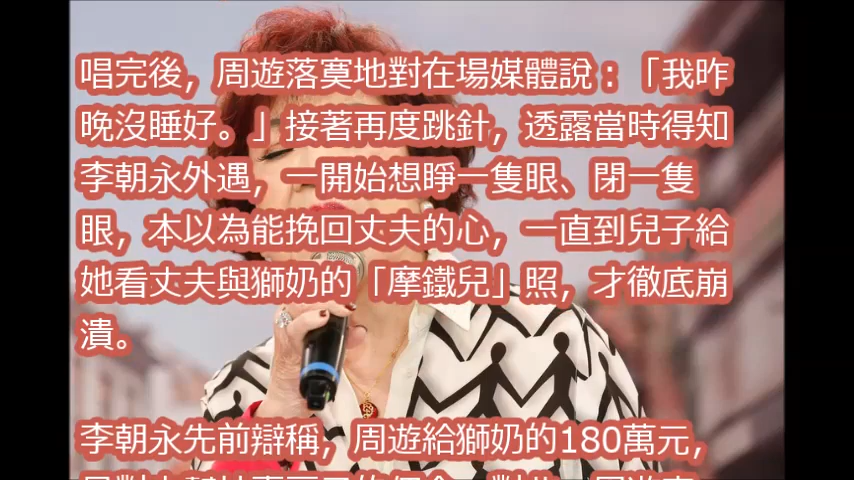 唱完後，周遊落寞地對在場媒體說：「我昨
晚沒睡好。」接著再度跳針，透露當時得知
李朝永外遇，一開始想睜一隻眼、閉一隻
眼，本以為能挽回丈夫的心，一直到兒子給
她看丈夫與獅奶的「摩鐵兒」照，才徹底崩
潰。
李朝永先前辯稱，周遊給獅奶的180萬元，